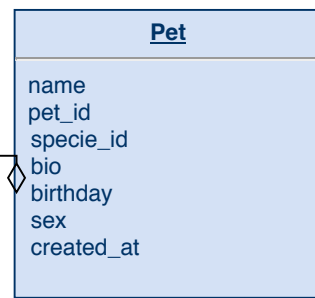 Pet
name
pet_id
specie_id
bio
birthday
sex
created_at